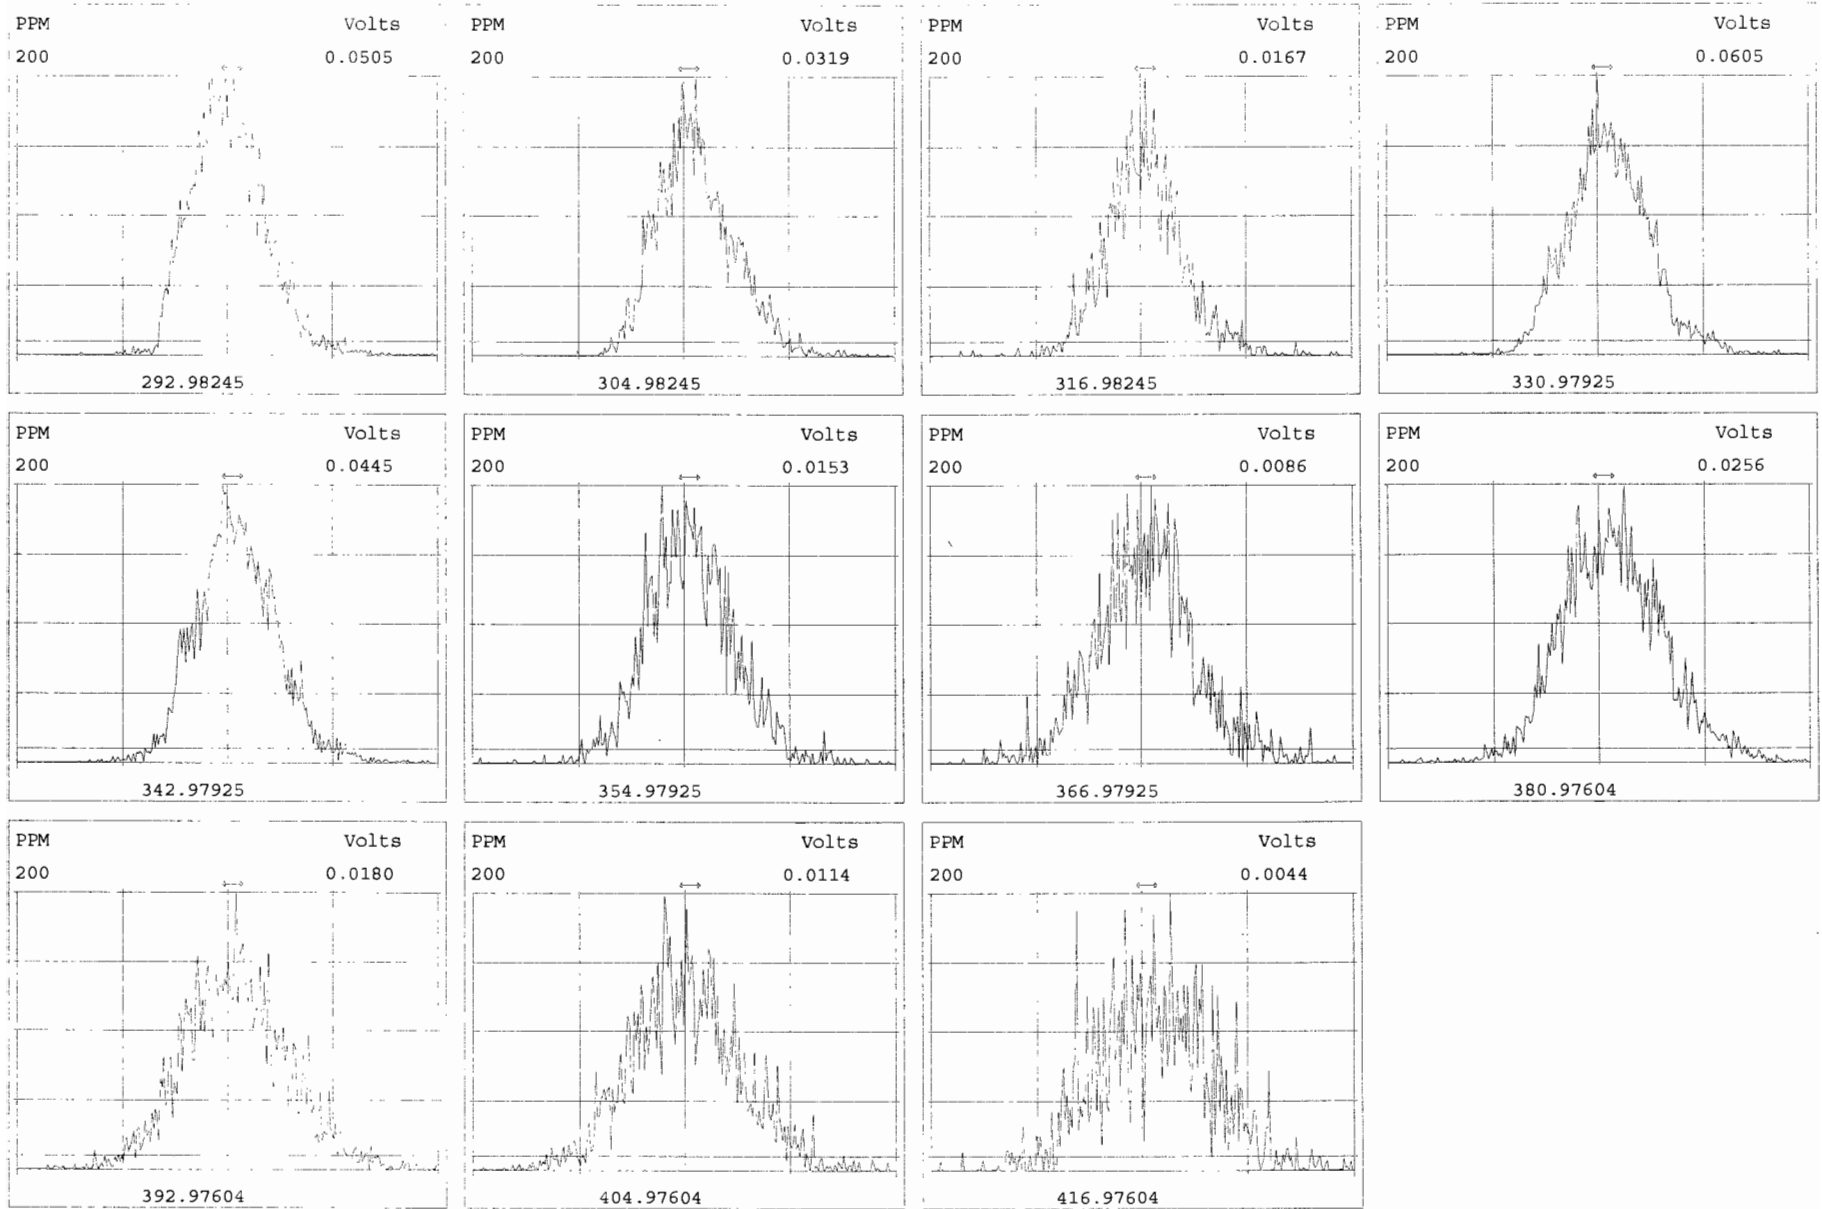 PPM Volts
200 0.0505
292.98245
PPM Volts
200 0.0319
304.98245
PPM Volts
200 0.0167
316.98245
PPM Volts
200 0.0605
330.97925
PPM Volts
200 0.0445
342.97925
PPM Volts
200 0.0153
354.97925
PPM Volts
200 0.0086
366.97925
PPM Volts
200 0.0256
380.97604
PPM Volts
200 0.0180
392.97604
PPM Volts
200 0.0114
404.97604
PPM Volts
200 0.0044
416.97604